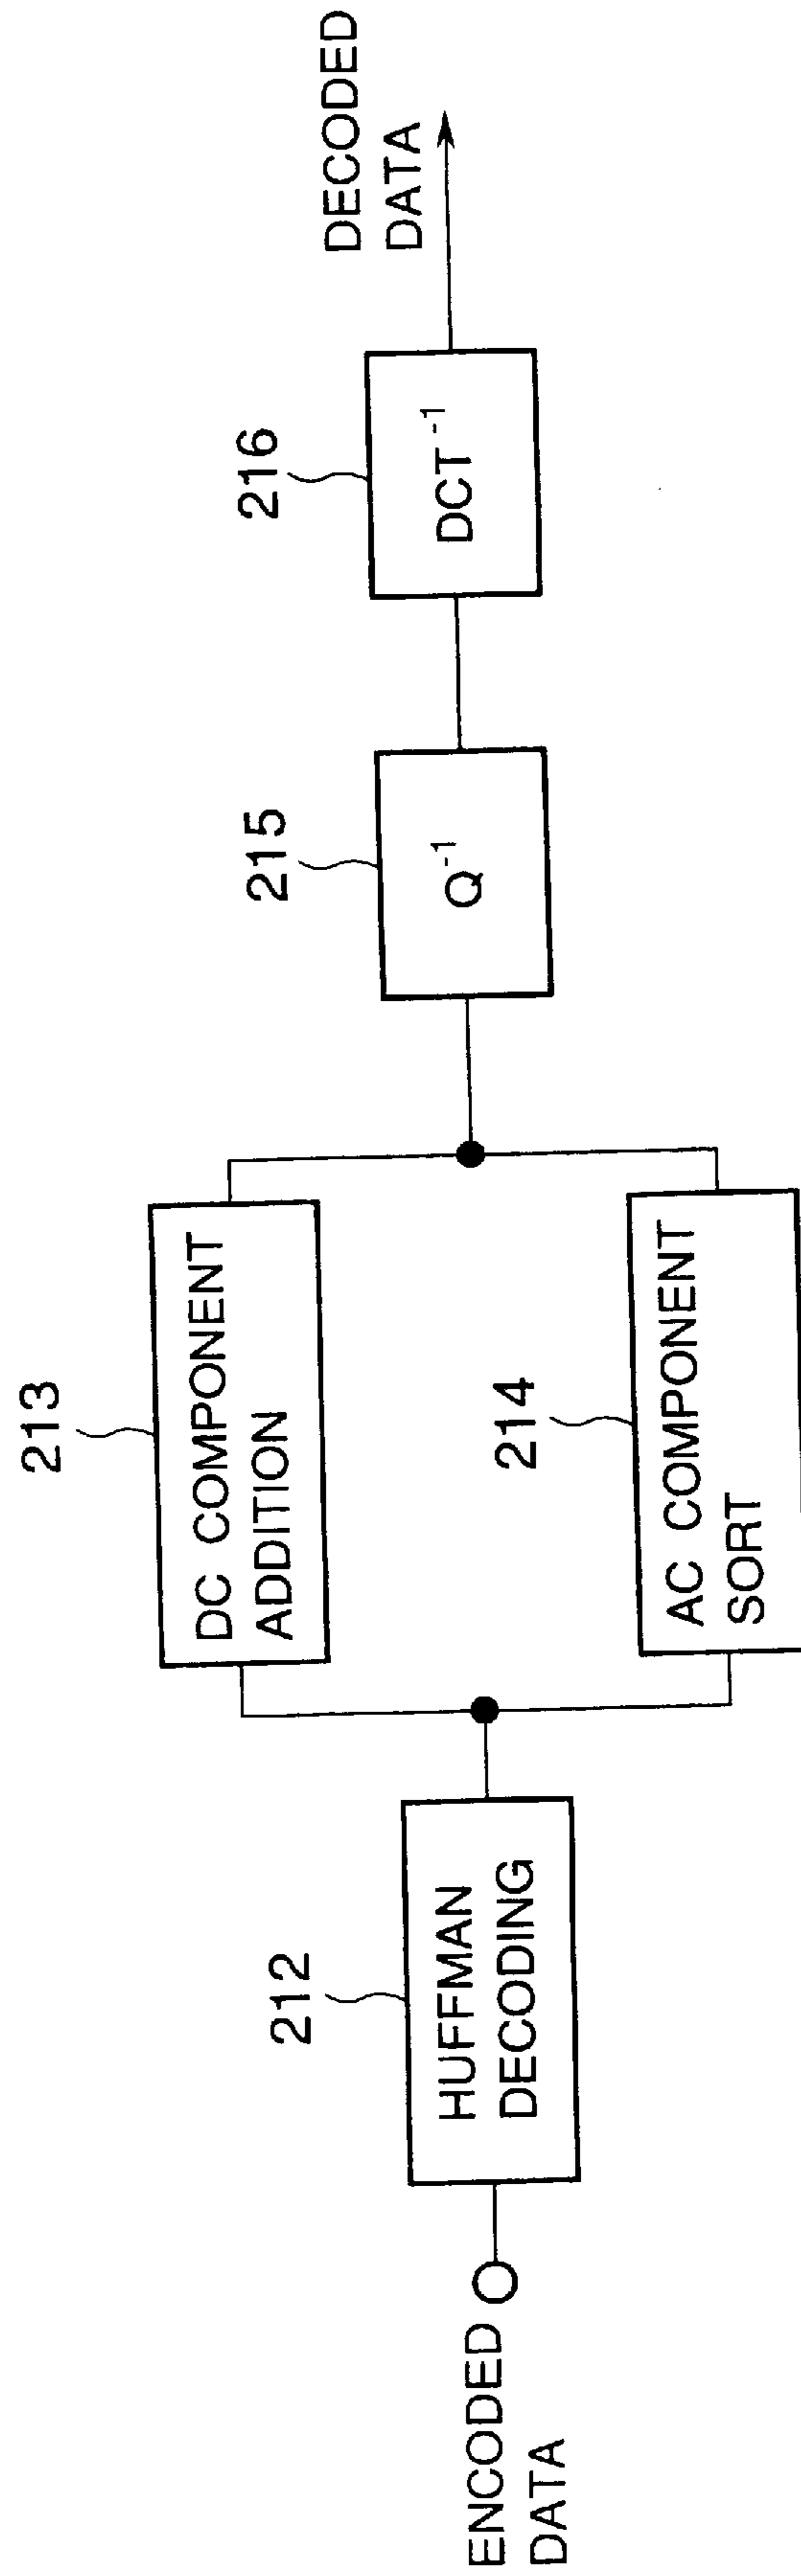 ENCODED
DATA
212
HUFFMAN
DECODING
213
DC COMPONENT
ADDITION
214
AC COMPONENT
SORT
215
Q⁻¹
216
DCT⁻¹
DECODED
DATA